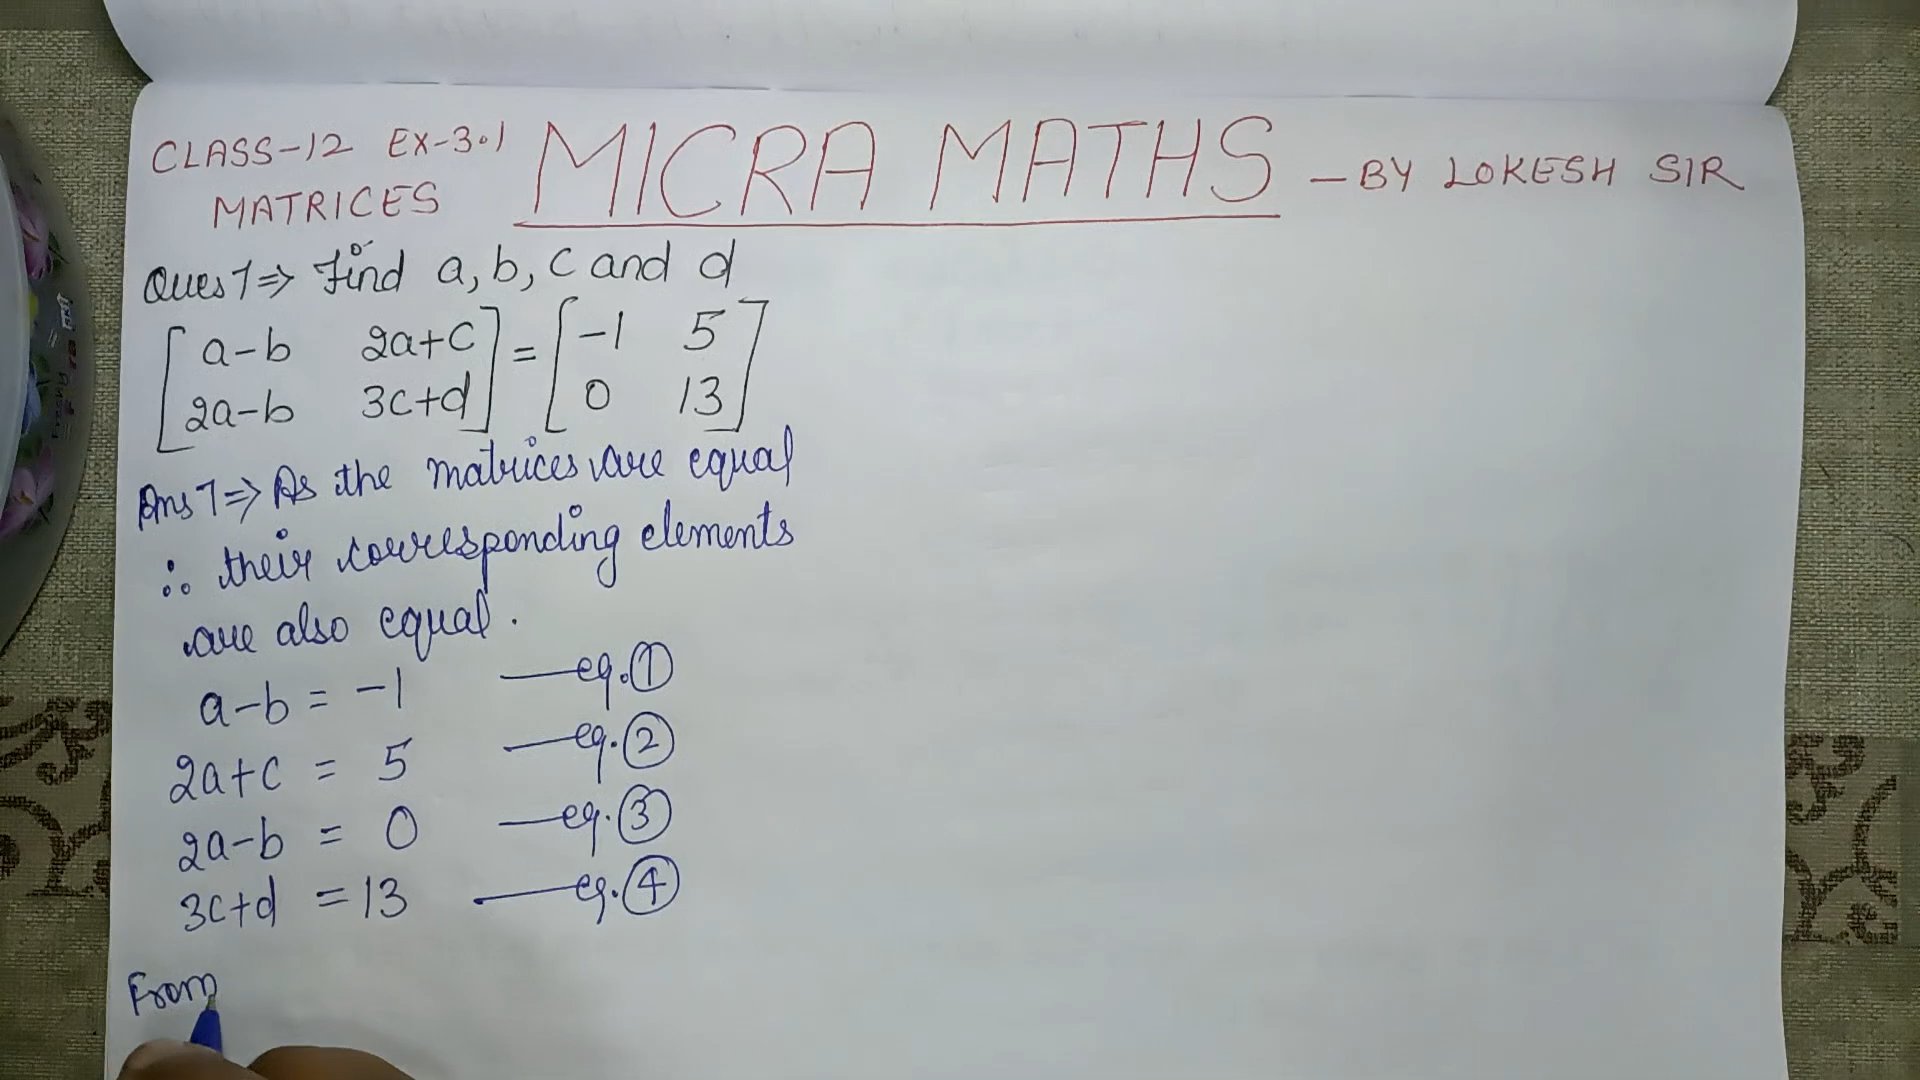 CLASS-12 EX-3.1 MICRA MATHS - BY LOKESH SIR
MATRICES
Ques 7⇒ Find a, b, c and d
[a-b 2a+c] = [-1 5]
[2a-b 3c+d] [0 13]
Ans 7⇒ As the matrices are equal
∴ their corresponding elements
are also equal.
a-b = -1 —eq.①
2a+c = 5 —eq.②
2a-b = 0 —eq.③
3c+d = 13 —eq.④
From